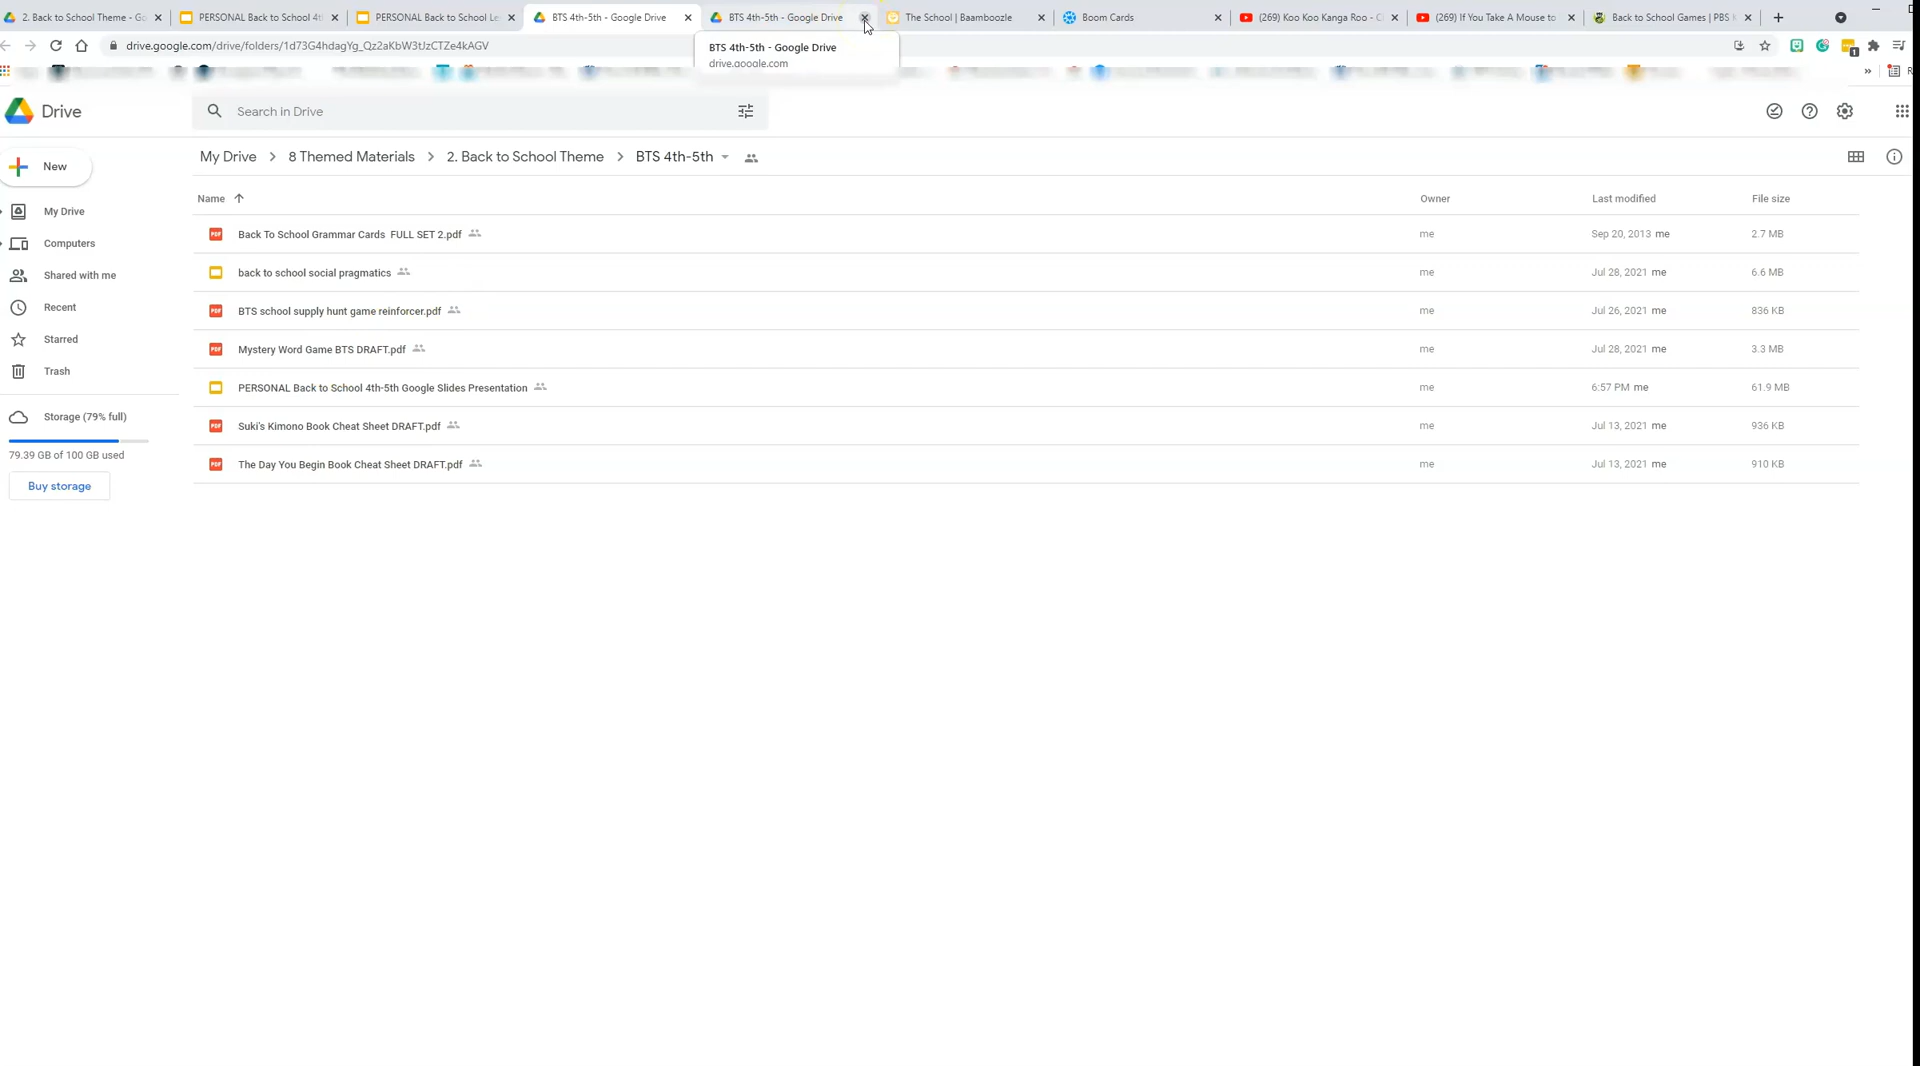 2. Back to School Theme - Go
PERSONAL Back to School 4t
PERSONAL Back to School Le
BTS 4th-5th - Google Drive
BTS 4th-5th - Google Drive
The School | Baamboozle
Boom Cards
(269) Koo Koo Kanga Roo - C
(269) If You Take A Mouse to
Back to School Games | PBS K
drive.google.com/drive/folders/1d73G4hdagYg_Qz2aKbW3tJzCTZe4kAGV
BTS 4th-5th - Google Drive
drive.google.com
1
»
R
Drive
Search in Drive
My Drive > 8 Themed Materials > 2. Back to School Theme > BTS 4th-5th
New
My Drive
Computers
Shared with me
Recent
Starred
Trash
Storage (79% full)
79.39 GB of 100 GB used
Buy storage
Name Owner Last modified File size
Back To School Grammar Cards FULL SET 2.pdf me Sep 20, 2013 me 2.7 MB
back to school social pragmatics me Jul 28, 2021 me 6.6 MB
BTS school supply hunt game reinforcer.pdf me Jul 26, 2021 me 836 KB
Mystery Word Game BTS DRAFT.pdf me Jul 28, 2021 me 3.3 MB
PERSONAL Back to School 4th-5th Google Slides Presentation me 6:57 PM me 61.9 MB
Suki's Kimono Book Cheat Sheet DRAFT.pdf me Jul 13, 2021 me 936 KB
The Day You Begin Book Cheat Sheet DRAFT.pdf me Jul 13, 2021 me 910 KB